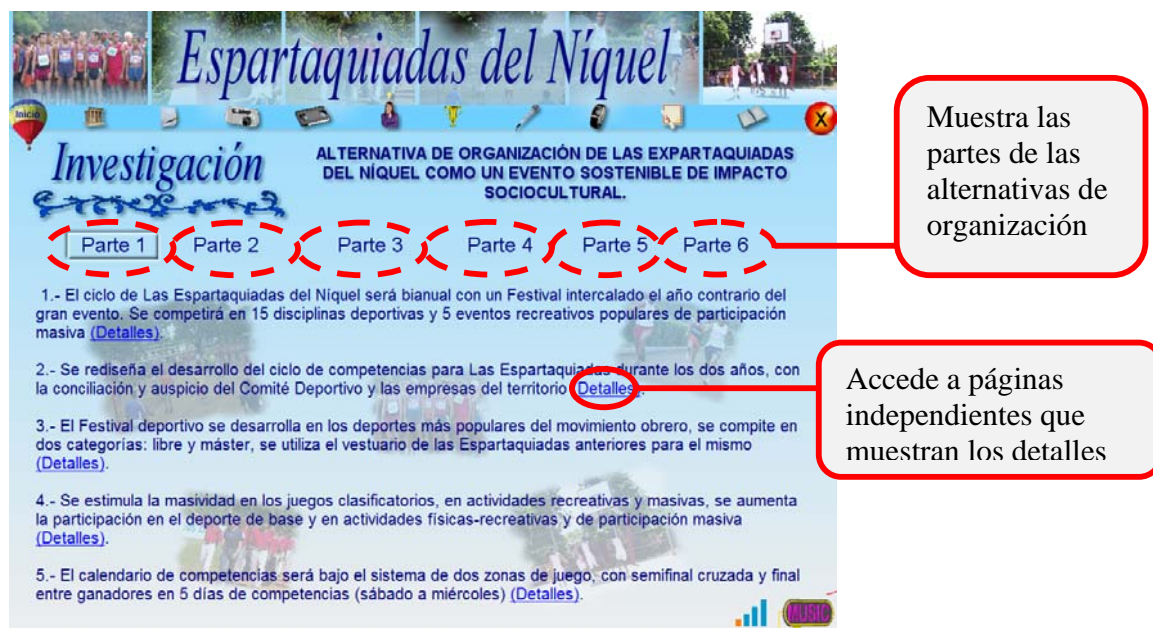 Espartaquiadas del Níquel
Inicio
X
Investigación
ALTERNATIVA DE ORGANIZACIÓN DE LAS EXPARTAQUIADAS
DEL NÍQUEL COMO UN EVENTO SOSTENIBLE DE IMPACTO
SOCIOCULTURAL.
Parte 1 Parte 2 Parte 3 Parte 4 Parte 5 Parte 6
1.- El ciclo de Las Espartaquiadas del Níquel será bianual con un Festival intercalado el año contrario del
gran evento. Se competirá en 15 disciplinas deportivas y 5 eventos recreativos populares de participación
masiva (Detalles).
2.- Se rediseña el desarrollo del ciclo de competencias para Las Espartaquiadas durante los dos años, con
la conciliación y auspicio del Comité Deportivo y las empresas del territorio (Detalles).
3.- El Festival deportivo se desarrolla en los deportes más populares del movimiento obrero, se compite en
dos categorías: libre y máster, se utiliza el vestuario de las Espartaquiadas anteriores para el mismo
(Detalles).
4.- Se estimula la masividad en los juegos clasificatorios, en actividades recreativas y masivas, se aumenta
la participación en el deporte de base y en actividades físicas-recreativas y de participación masiva
(Detalles).
5.- El calendario de competencias será bajo el sistema de dos zonas de juego, con semifinal cruzada y final
entre ganadores en 5 días de competencias (sábado a miércoles) (Detalles).
MUSIC
Muestra las
partes de las
alternativas de
organización
Accede a páginas
independientes que
muestran los detalles